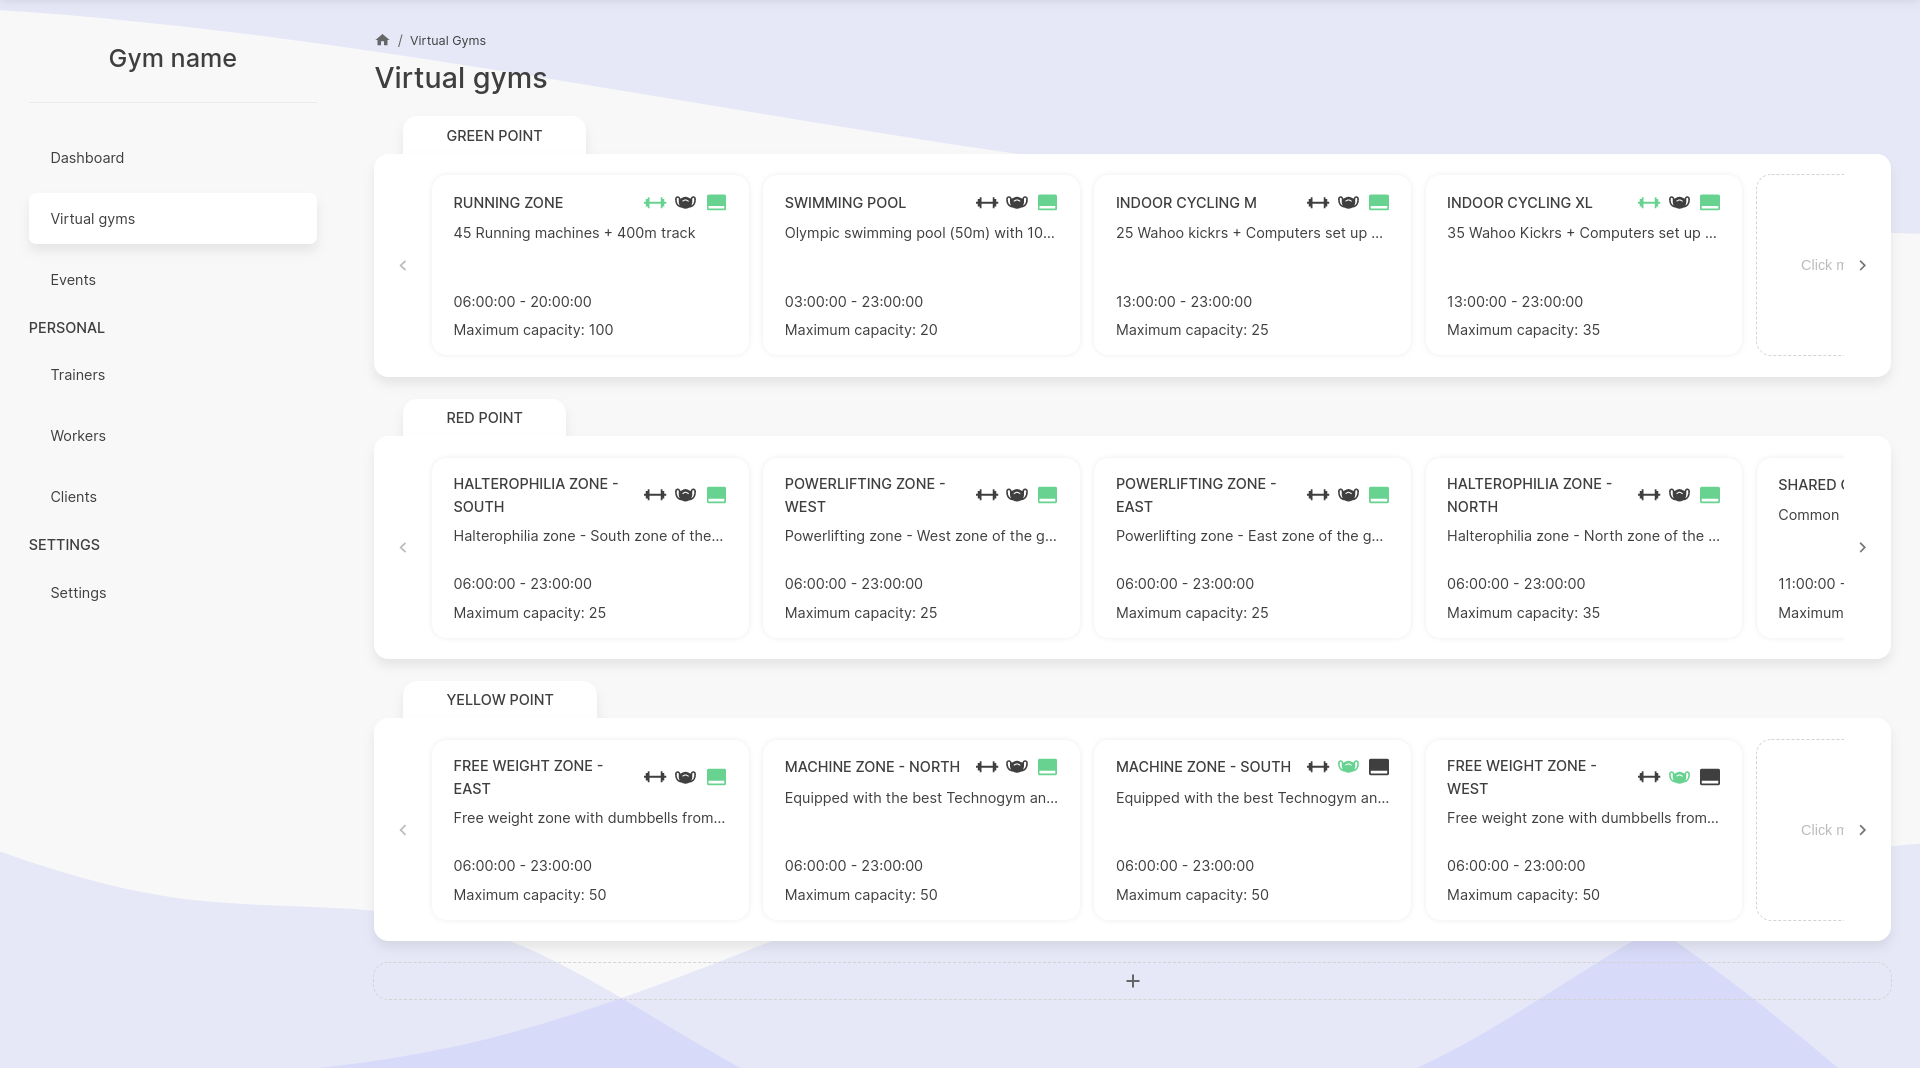 Gym name
Dashboard
Virtual gyms
Events
PERSONAL
Trainers
Workers
Clients
SETTINGS
Settings
/ Virtual Gyms
Virtual gyms
GREEN POINT
RUNNING ZONE
45 Running machines + 400m track
06:00:00 - 20:00:00
Maximum capacity: 100
SWIMMING POOL
Olympic swimming pool (50m) with 10...
03:00:00 - 23:00:00
Maximum capacity: 20
INDOOR CYCLING M
25 Wahoo kickrs + Computers set up ...
13:00:00 - 23:00:00
Maximum capacity: 25
INDOOR CYCLING XL
35 Wahoo Kickrs + Computers set up ...
13:00:00 - 23:00:00
Maximum capacity: 35
Click
RED POINT
HALTEROPHILIA ZONE -
SOUTH
Halterophilia zone - South zone of the...
06:00:00 - 23:00:00
Maximum capacity: 25
POWERLIFTING ZONE -
WEST
Powerlifting zone - West zone of the g...
06:00:00 - 23:00:00
Maximum capacity: 25
POWERLIFTING ZONE -
EAST
Powerlifting zone - East zone of the g...
06:00:00 - 23:00:00
Maximum capacity: 25
HALTEROPHILIA ZONE -
NORTH
Halterophilia zone - North zone of the ...
06:00:00 - 23:00:00
Maximum capacity: 35
SHARED
Common
11:00:00 -
Maximum
YELLOW POINT
FREE WEIGHT ZONE -
EAST
Free weight zone with dumbbells from...
06:00:00 - 23:00:00
Maximum capacity: 50
MACHINE ZONE - NORTH
Equipped with the best Technogym an...
06:00:00 - 23:00:00
Maximum capacity: 50
MACHINE ZONE - SOUTH
Equipped with the best Technogym an...
06:00:00 - 23:00:00
Maximum capacity: 50
FREE WEIGHT ZONE -
WEST
Free weight zone with dumbbells from...
06:00:00 - 23:00:00
Maximum capacity: 50
Click